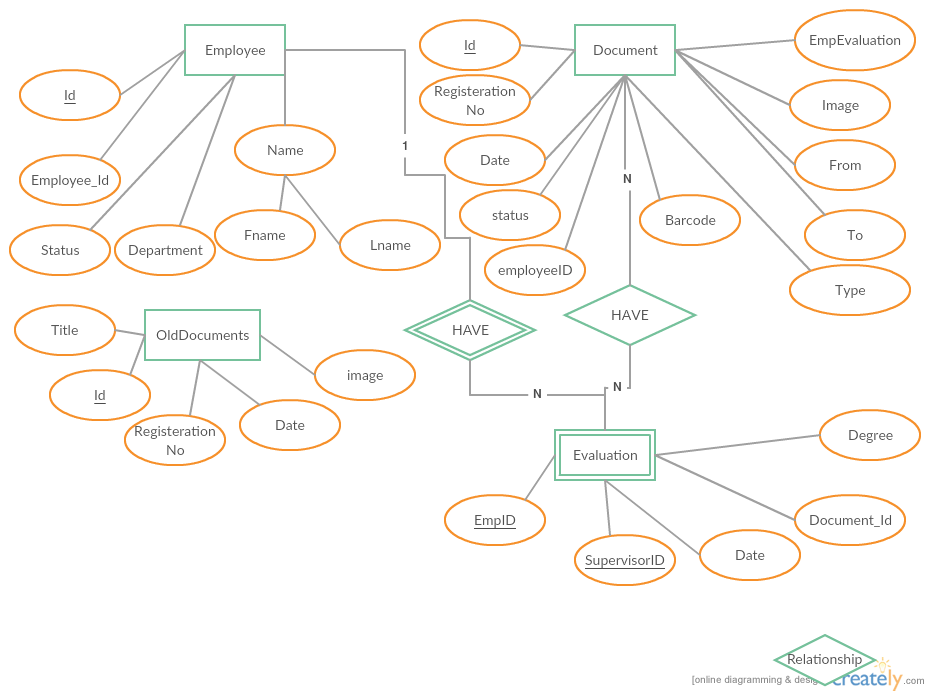 Employee
Id
Employee_Id
Status
Department
Name
Fname
Lname
1
Document
Id
Registeration
No
Date
status
employeeID
N
Barcode
EmpEvaluation
Image
From
To
Type
Title
OldDocuments
Id
Registeration
No
Date
image
HAVE
HAVE
N
N
Evaluation
EmpID
SupervisorID
Date
Document_Id
Degree
Relationship
[online diagramming & desig
creately.com